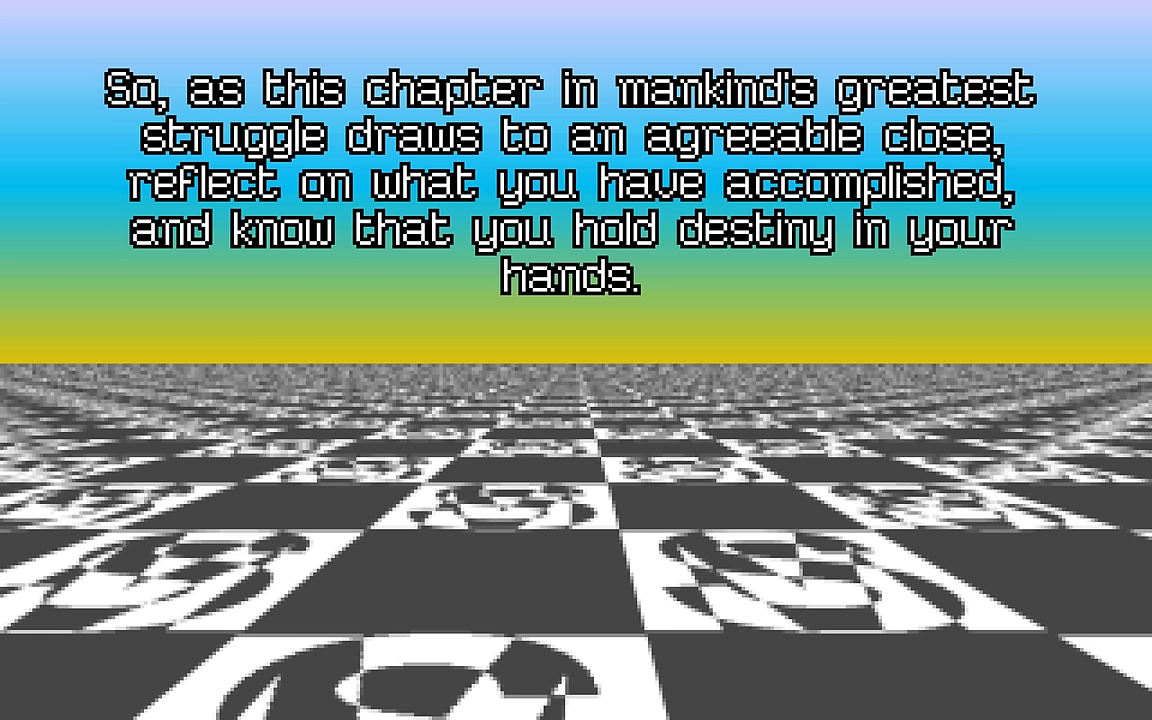 So, as this chapter in mankind's greatest
struggle draws to an agreeable close,
reflect on what you have accomplished,
and know that you hold destiny in your
hands.